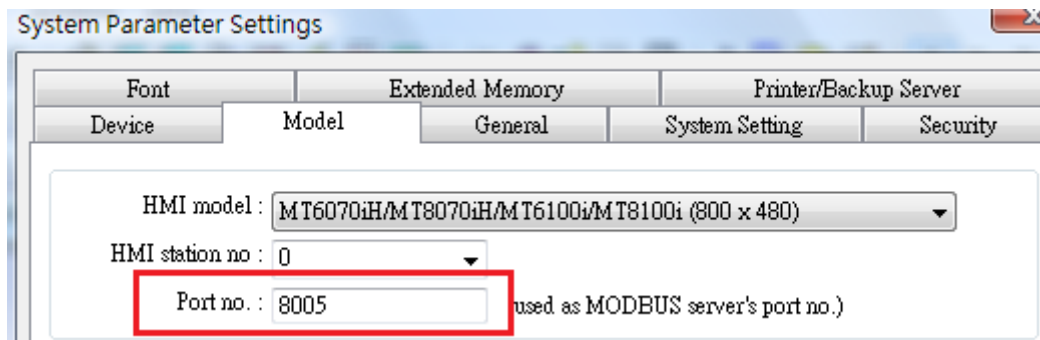 System Parameter Settings
Font Extended Memory Printer/Backup Server
Device Model General System Setting Security
HMI model : MT6070iH/MT8070iH/MT6100i/MT8100i (800 x 480)
HMI station no : 0
Port no. : 8005 used as MODBUS server's port no.)